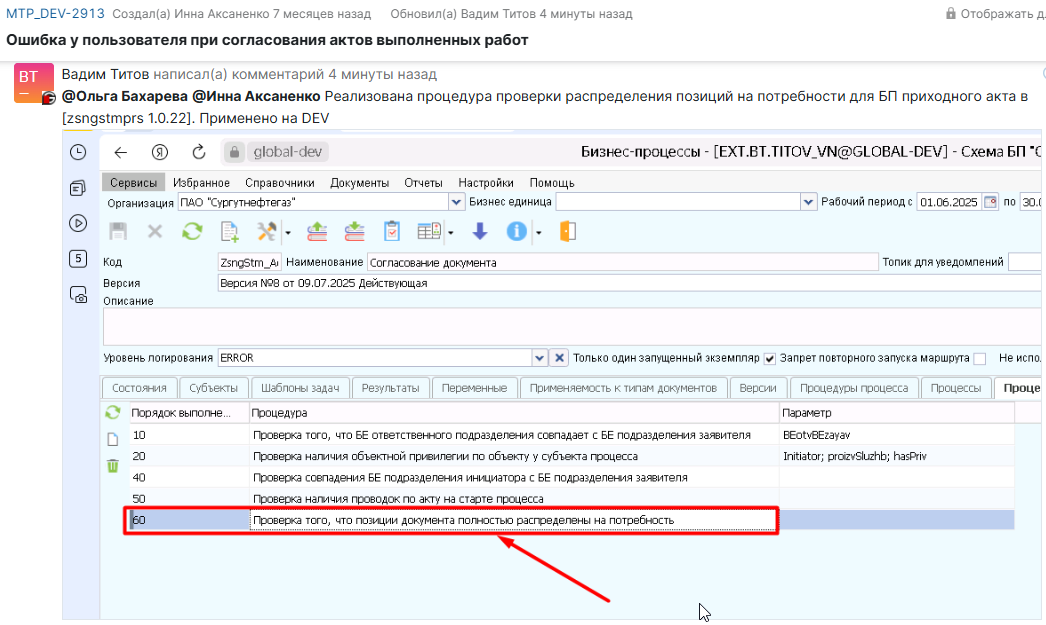 MTP_DEV-2913 Создал(а) Инна Аксаненко 7 месяцев назад Обновил(а) Вадим Титов 4 минуты назад Отображать д
Ошибка у пользователя при согласования актов выполненных работ
ВТ Вадим Титов написал(а) комментарий 4 минуты назад
@Ольга Бахарева @Инна Аксаненко Реализована процедура проверки распределения позиций на потребности для БП приходного акта в
[zsngstmprs 1.0.22]. Применено на DEV
global-dev Бизнес-процессы - [EXT.BT.TITOV_VN@GLOBAL-DEV] - Схема БП "С
Сервисы Избранное Справочники Документы Отчеты Настройки Помощь
Организация ПАО "Сургутнефтегаз" Бизнес единица Рабочий период с 01.06.2025 по 30.0
Код ZsngStm_A Наименование Согласование документа Топик для уведомлений
Версия Версия №8 от 09.07.2025 Действующая
Описание
Уровень логирования ERROR Только один запущенный экземпляр Запрет повторного запуска маршрута Не испо
Состояния Субъекты Шаблоны задач Результаты Переменные Применяемость к типам документов Версии Процедуры процесса Процессы Проце
Порядок выполне... Процедура Параметр
10 Проверка того, что БЕ ответственного подразделения совпадает с БЕ подразделения заявителя BEotvBEzayav
20 Проверка наличия объектной привилегии по объекту у субъекта процесса Initiator; proizvSluzhb; hasPriv
40 Проверка совпадения БЕ подразделения инициатора с БЕ подразделения заявителя
50 Проверка наличия проводок по акту на старте процесса
60 Проверка того, что позиции документа полностью распределены на потребность
5